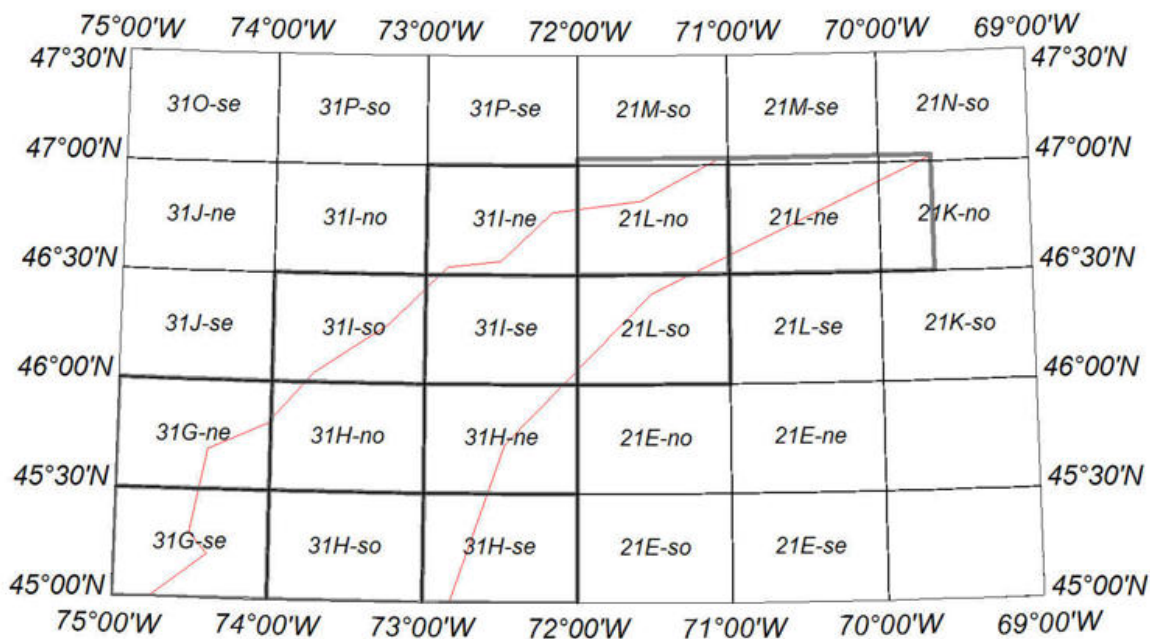 75°00'W 74°00'W 73°00'W 72°00'W 71°00'W 70°00'W 69°00'W
47°30'N 47°30'N
31O-se 31P-so 31P-se 21M-so 21M-se 21N-so
47°00'N 47°00'N
31J-ne 31I-no 31I-ne 21L-no 21L-ne 21K-no
46°30'N 46°30'N
31J-se 31I-so 31I-se 21L-so 21L-se 21K-so
46°00'N 46°00'N
31G-ne 31H-no 31H-ne 21E-no 21E-ne
45°30'N 45°30'N
31G-se 31H-so 31H-se 21E-so 21E-se
45°00'N 45°00'N
75°00'W 74°00'W 73°00'W 72°00'W 71°00'W 70°00'W 69°00'W